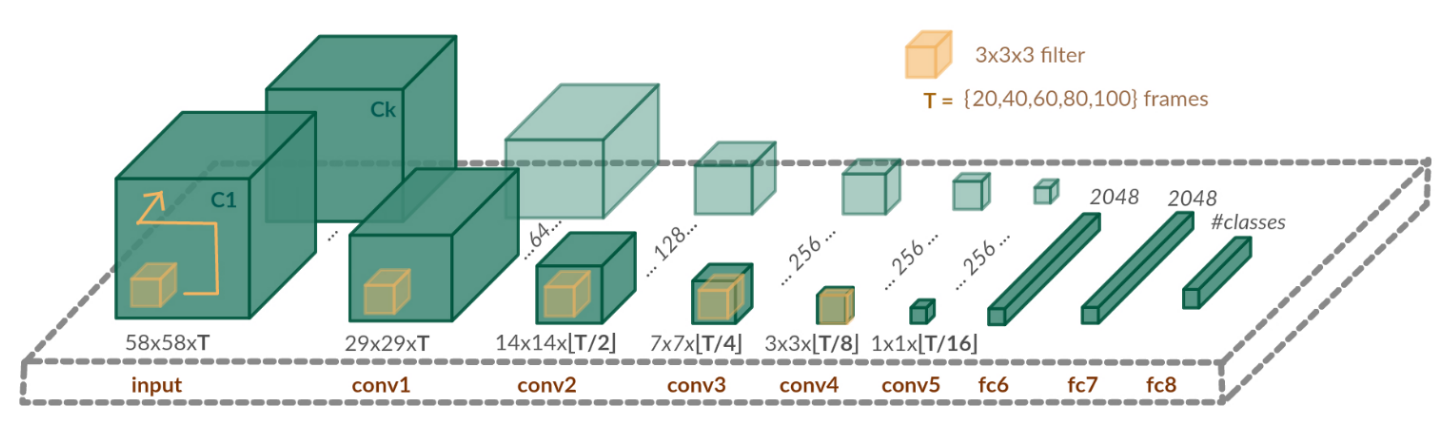 3x3x3 filter
T = {20,40,60,80,100} frames
Ck
C1
...
...64...
...128...
...256...
...256...
...256...
2048
2048
#classes
58x58xT
29x29xT
14x14x⌊T/2⌋
7x7x⌊T/4⌋
3x3x⌊T/8⌋
1x1x⌊T/16⌋
input
conv1
conv2
conv3
conv4
conv5
fc6
fc7
fc8